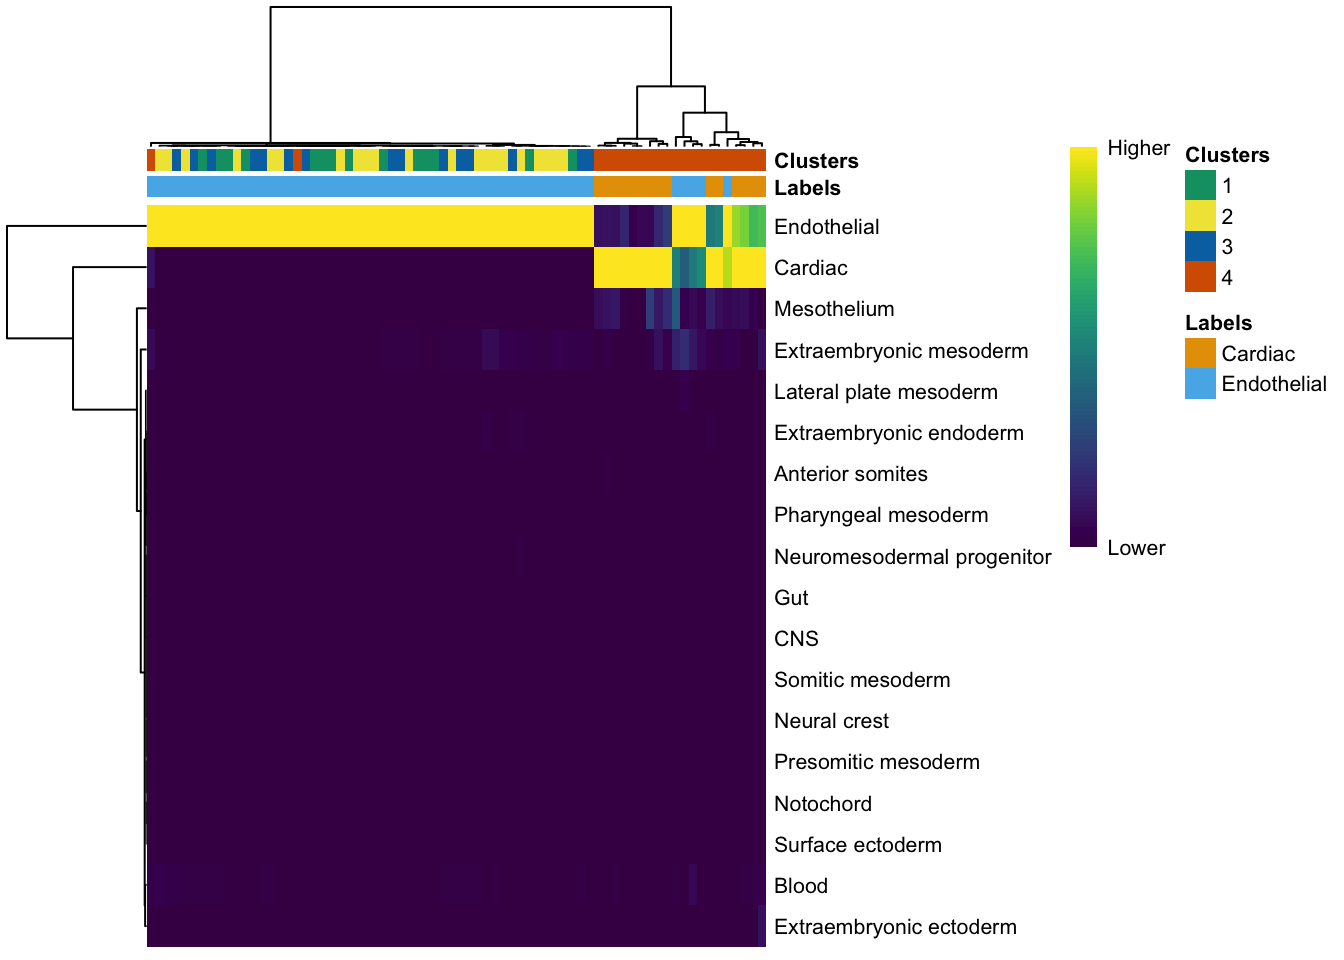 Clusters
Labels
Endothelial
Cardiac
Mesothelium
Extraembryonic mesoderm
Lateral plate mesoderm
Extraembryonic endoderm
Anterior somites
Pharyngeal mesoderm
Neuromesodermal progenitor
Gut
CNS
Somitic mesoderm
Neural crest
Presomitic mesoderm
Notochord
Surface ectoderm
Blood
Extraembryonic ectoderm
Higher
Lower
Clusters
1
2
3
4
Labels
Cardiac
Endothelial